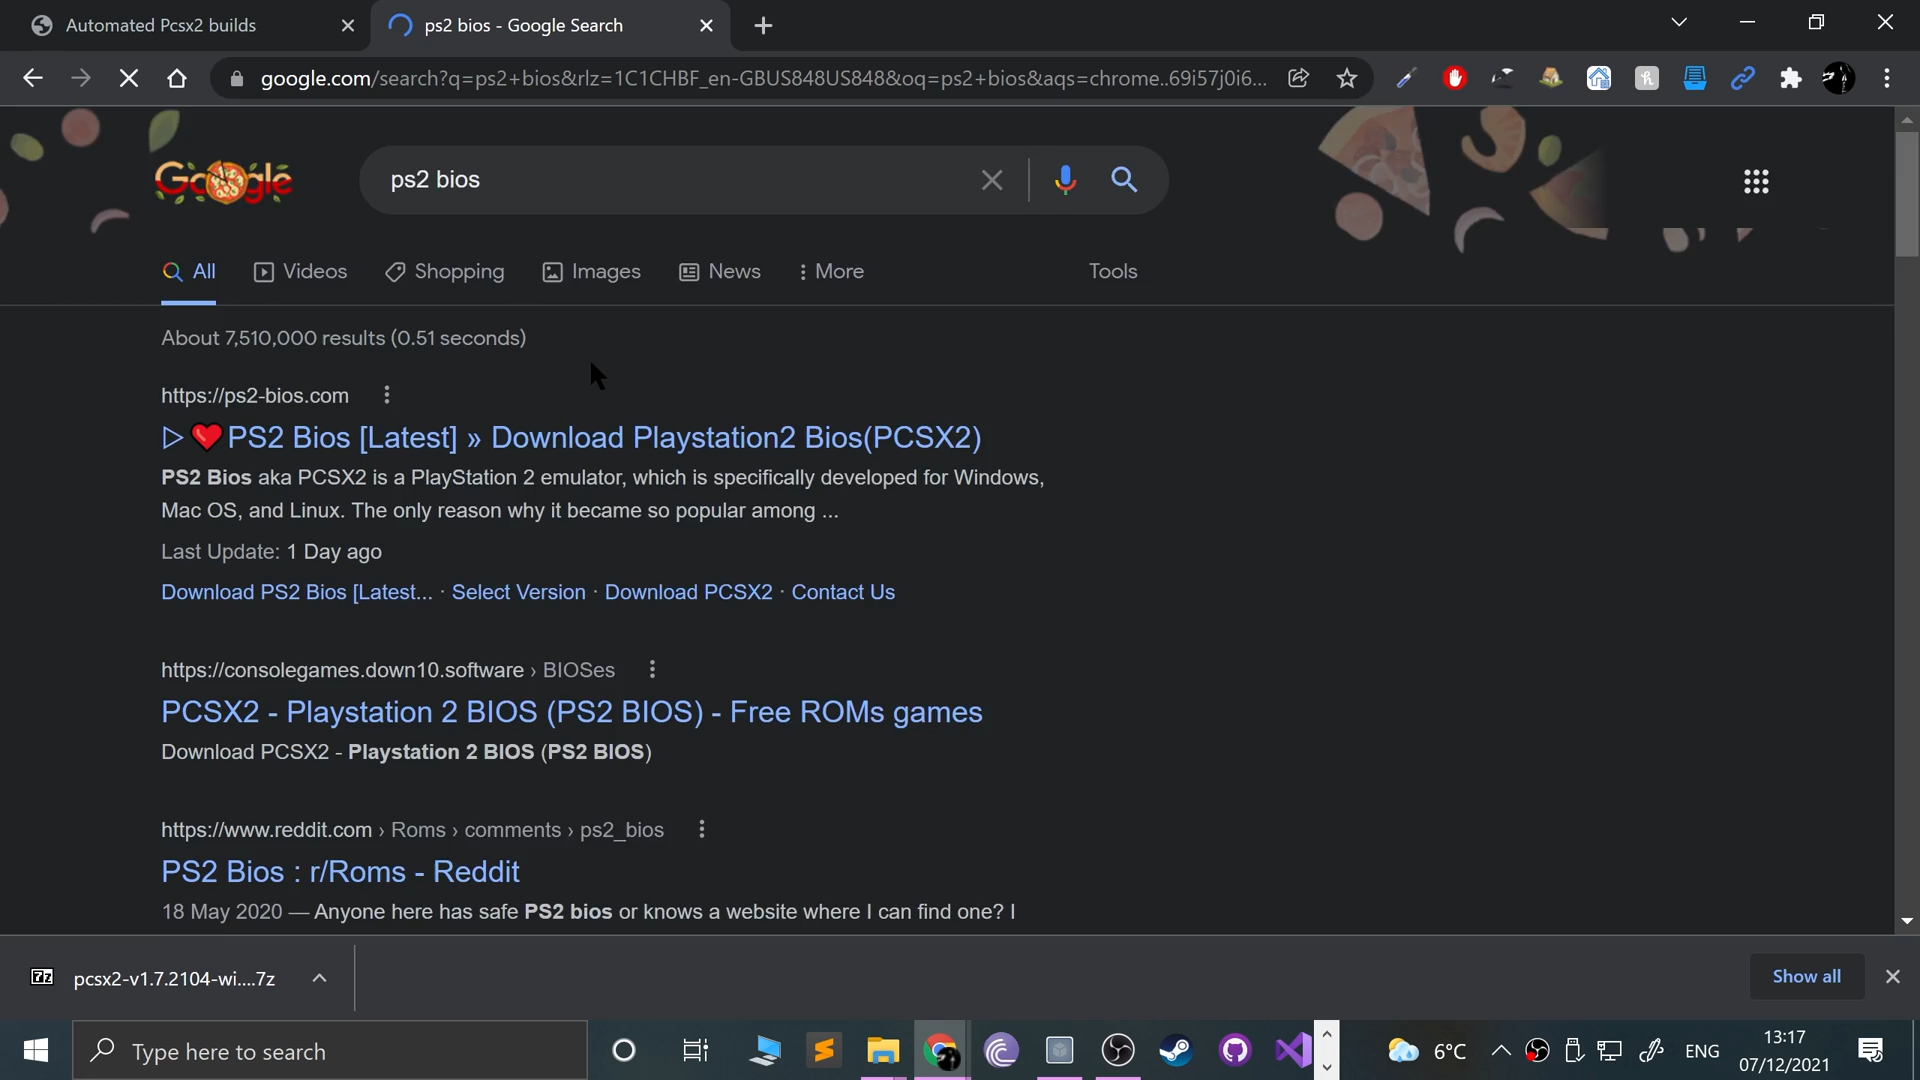 Automated Pcsx2 builds
ps2 bios - Google Search
google.com/search?q=ps2+bios&rlz=1C1CHBF_en-GBUS848US848&oq=ps2+bios&aqs=chrome..69i57j0i6...
Google
ps2 bios
All
Videos
Shopping
Images
News
More
Tools
About 7,510,000 results (0.51 seconds)
https://ps2-bios.com
▷❤️PS2 Bios [Latest] » Download Playstation2 Bios(PCSX2)
PS2 Bios aka PCSX2 is a PlayStation 2 emulator, which is specifically developed for Windows,
Mac OS, and Linux. The only reason why it became so popular among ...
Last Update: 1 Day ago
Download PS2 Bios [Latest... · Select Version · Download PCSX2 · Contact Us
https://consolegames.down10.software › BIOSes
PCSX2 - Playstation 2 BIOS (PS2 BIOS) - Free ROMs games
Download PCSX2 - Playstation 2 BIOS (PS2 BIOS)
https://www.reddit.com › Roms › comments › ps2_bios
PS2 Bios : r/Roms - Reddit
18 May 2020 — Anyone here has safe PS2 bios or knows a website where I can find one? I
7z
pcsx2-v1.7.2104-wi....7z
Show all
Type here to search
6°C
ENG
13:17
07/12/2021